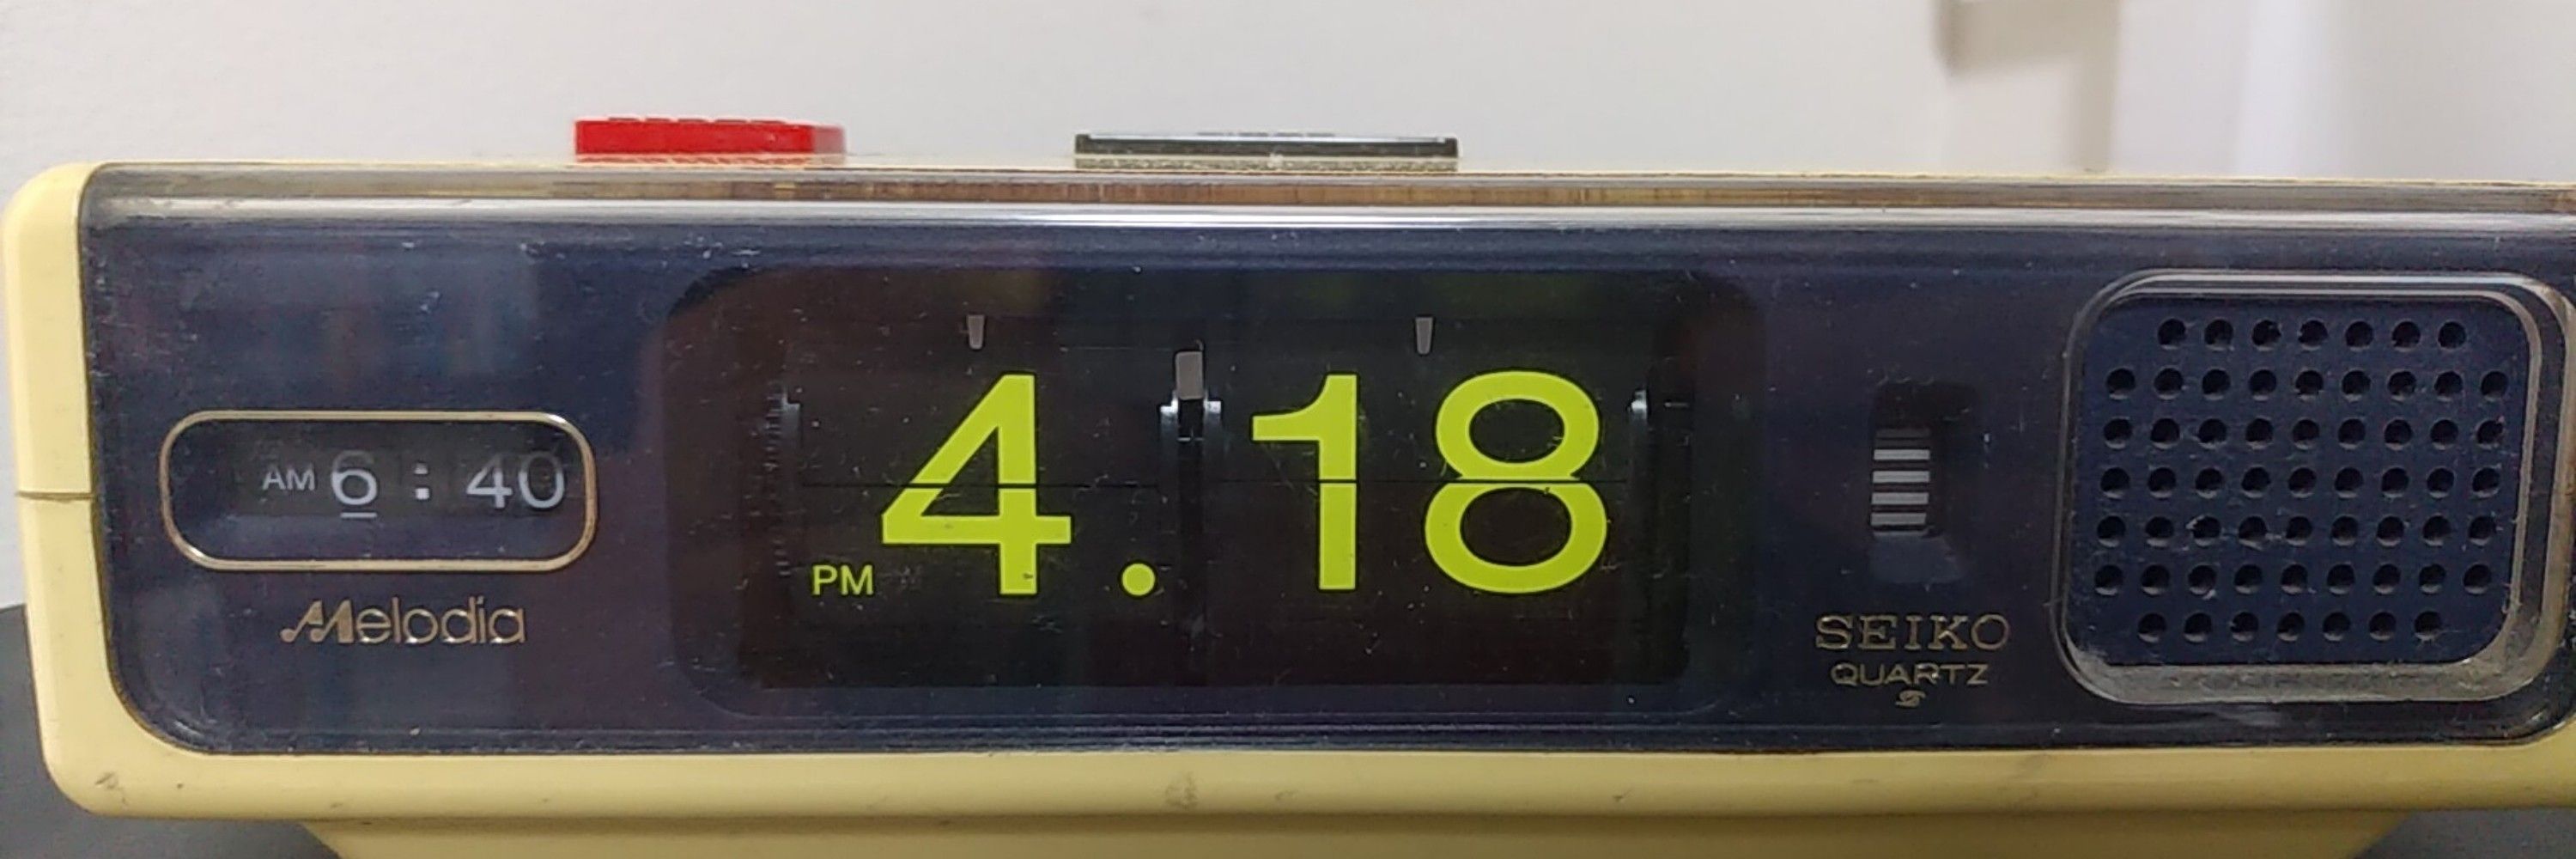 AM 6 : 40
Melodia
PM 4. 18
SEIKO
QUARTZ